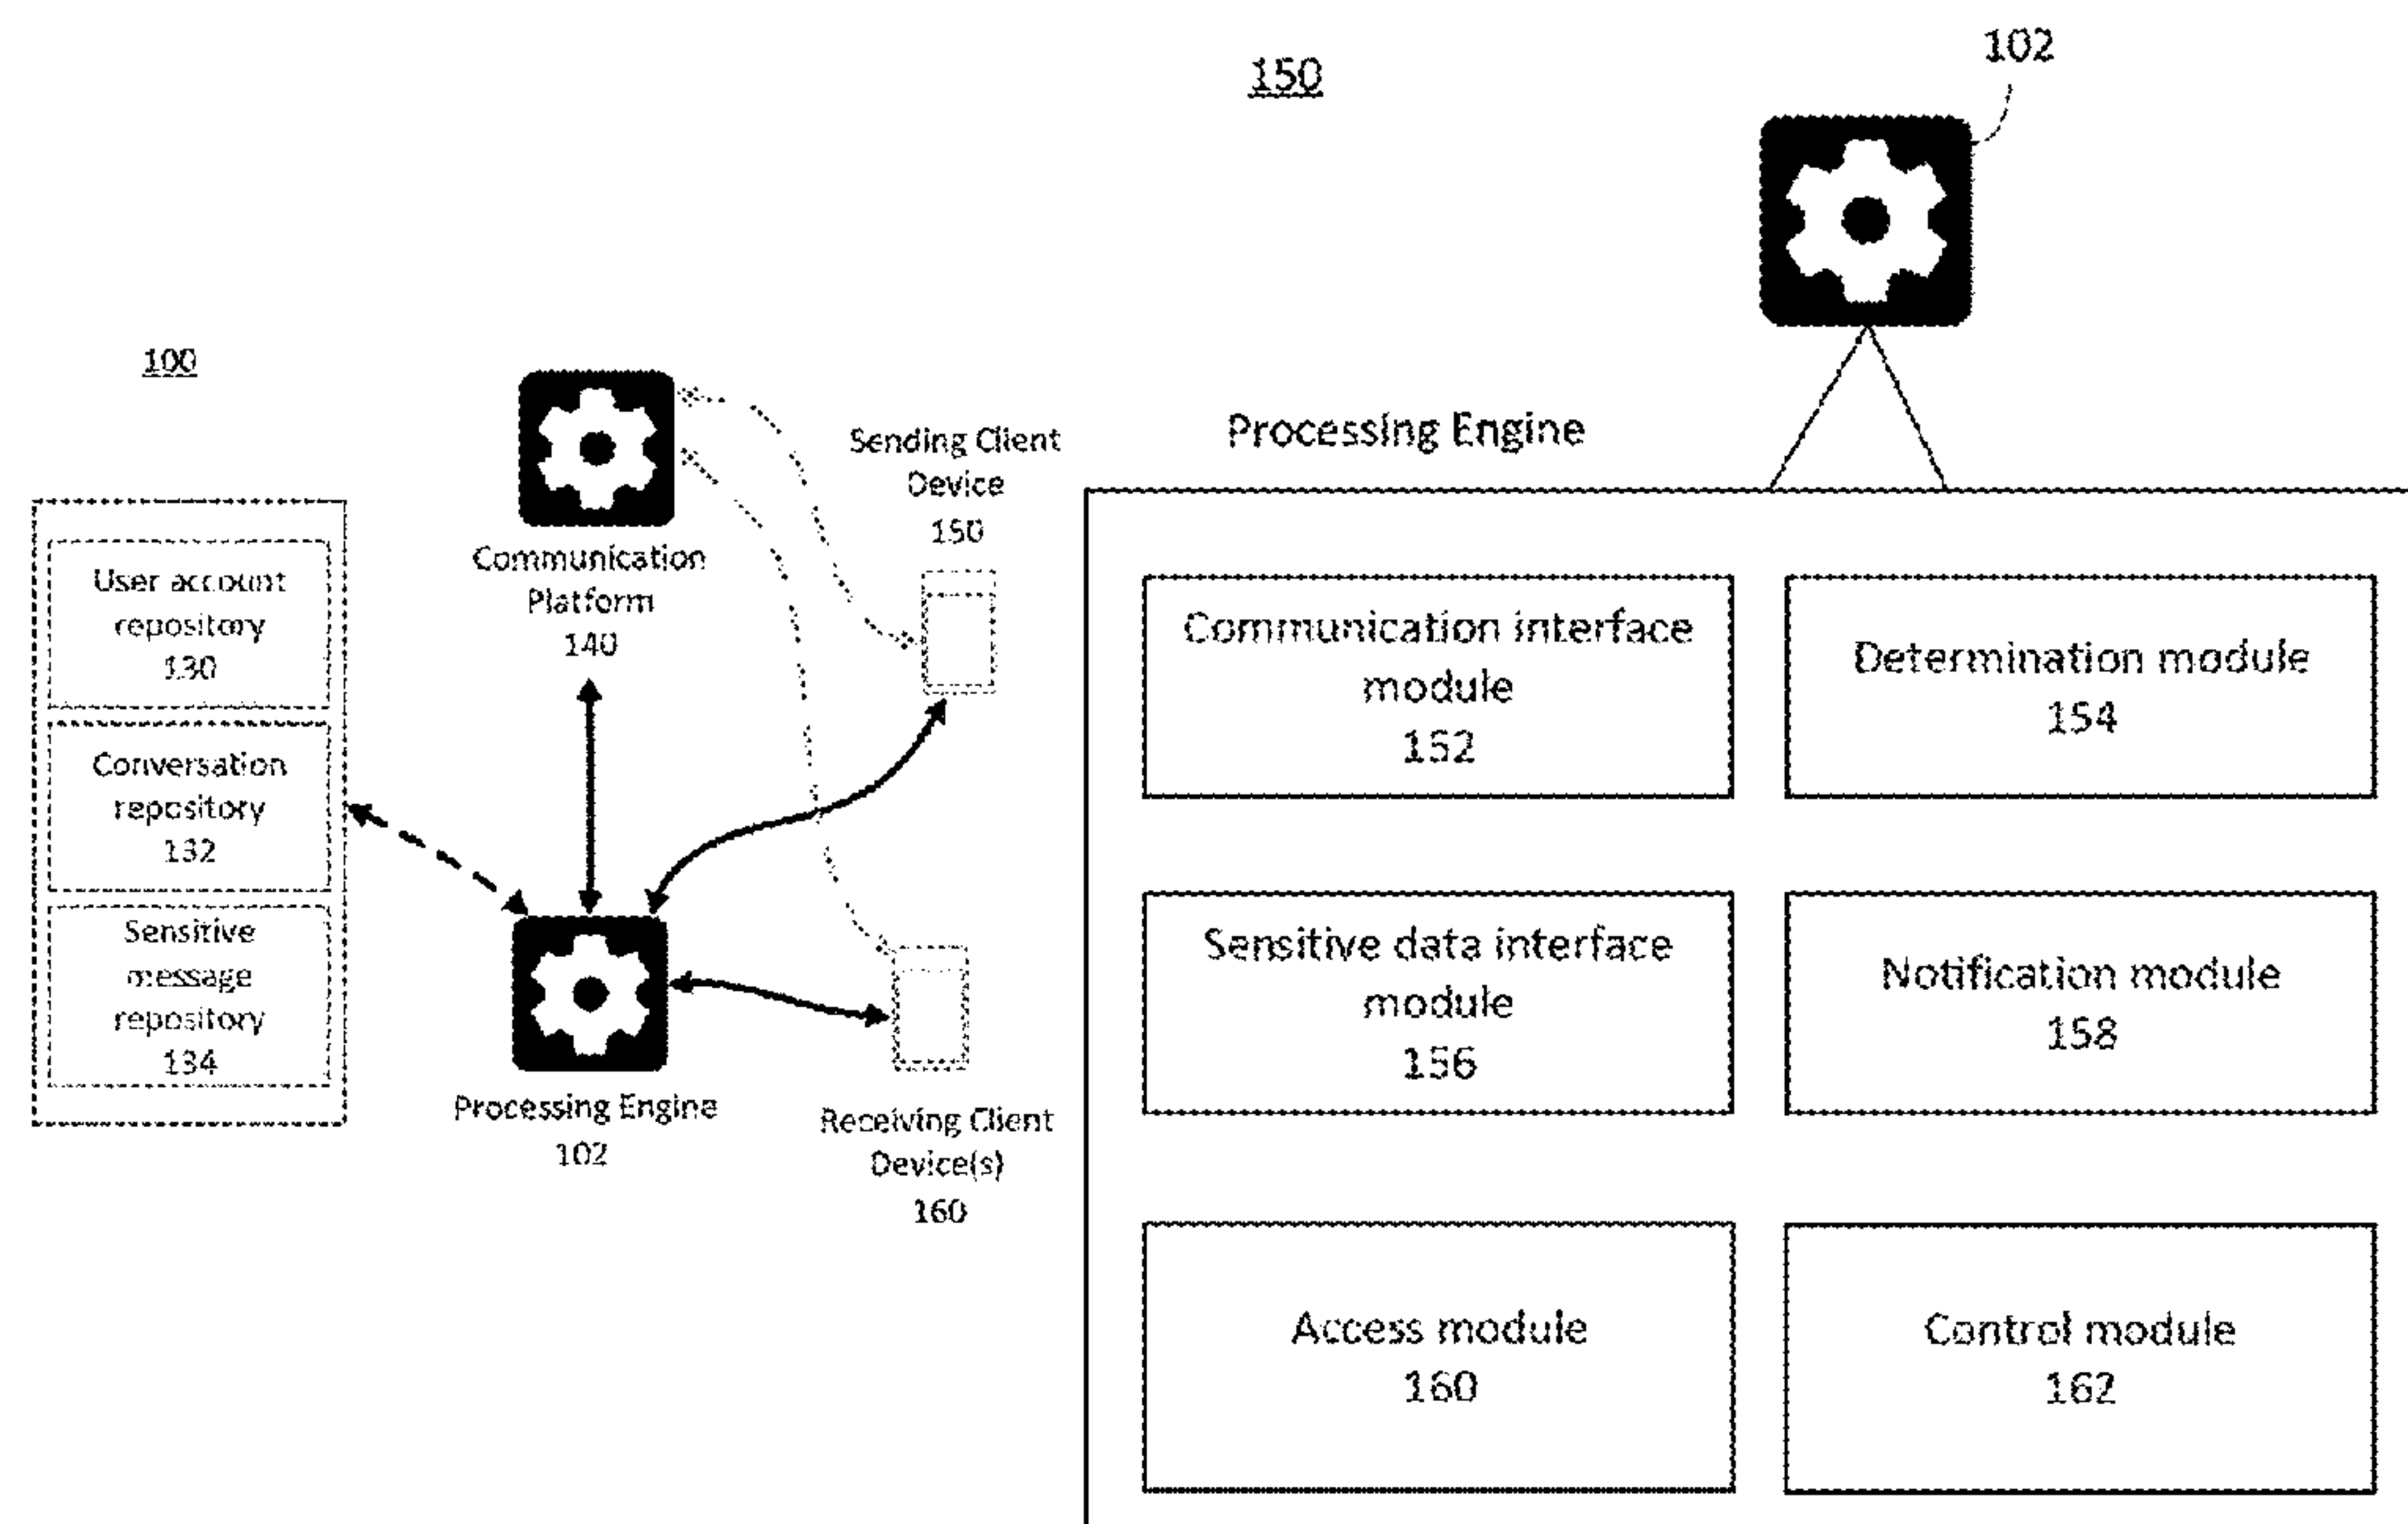 100
User account
repository
130
Conversation
repository
132
Sensitive
message
repository
134
Communication
Platform
140
Sending Client
Device
150
Processing Engine
102
Receiving Client
Device(s)
160
150
102
Processing Engine
Communication interface
module
152
Determination module
154
Sensitive data interface
module
156
Notification module
158
Access module
160
Control module
162